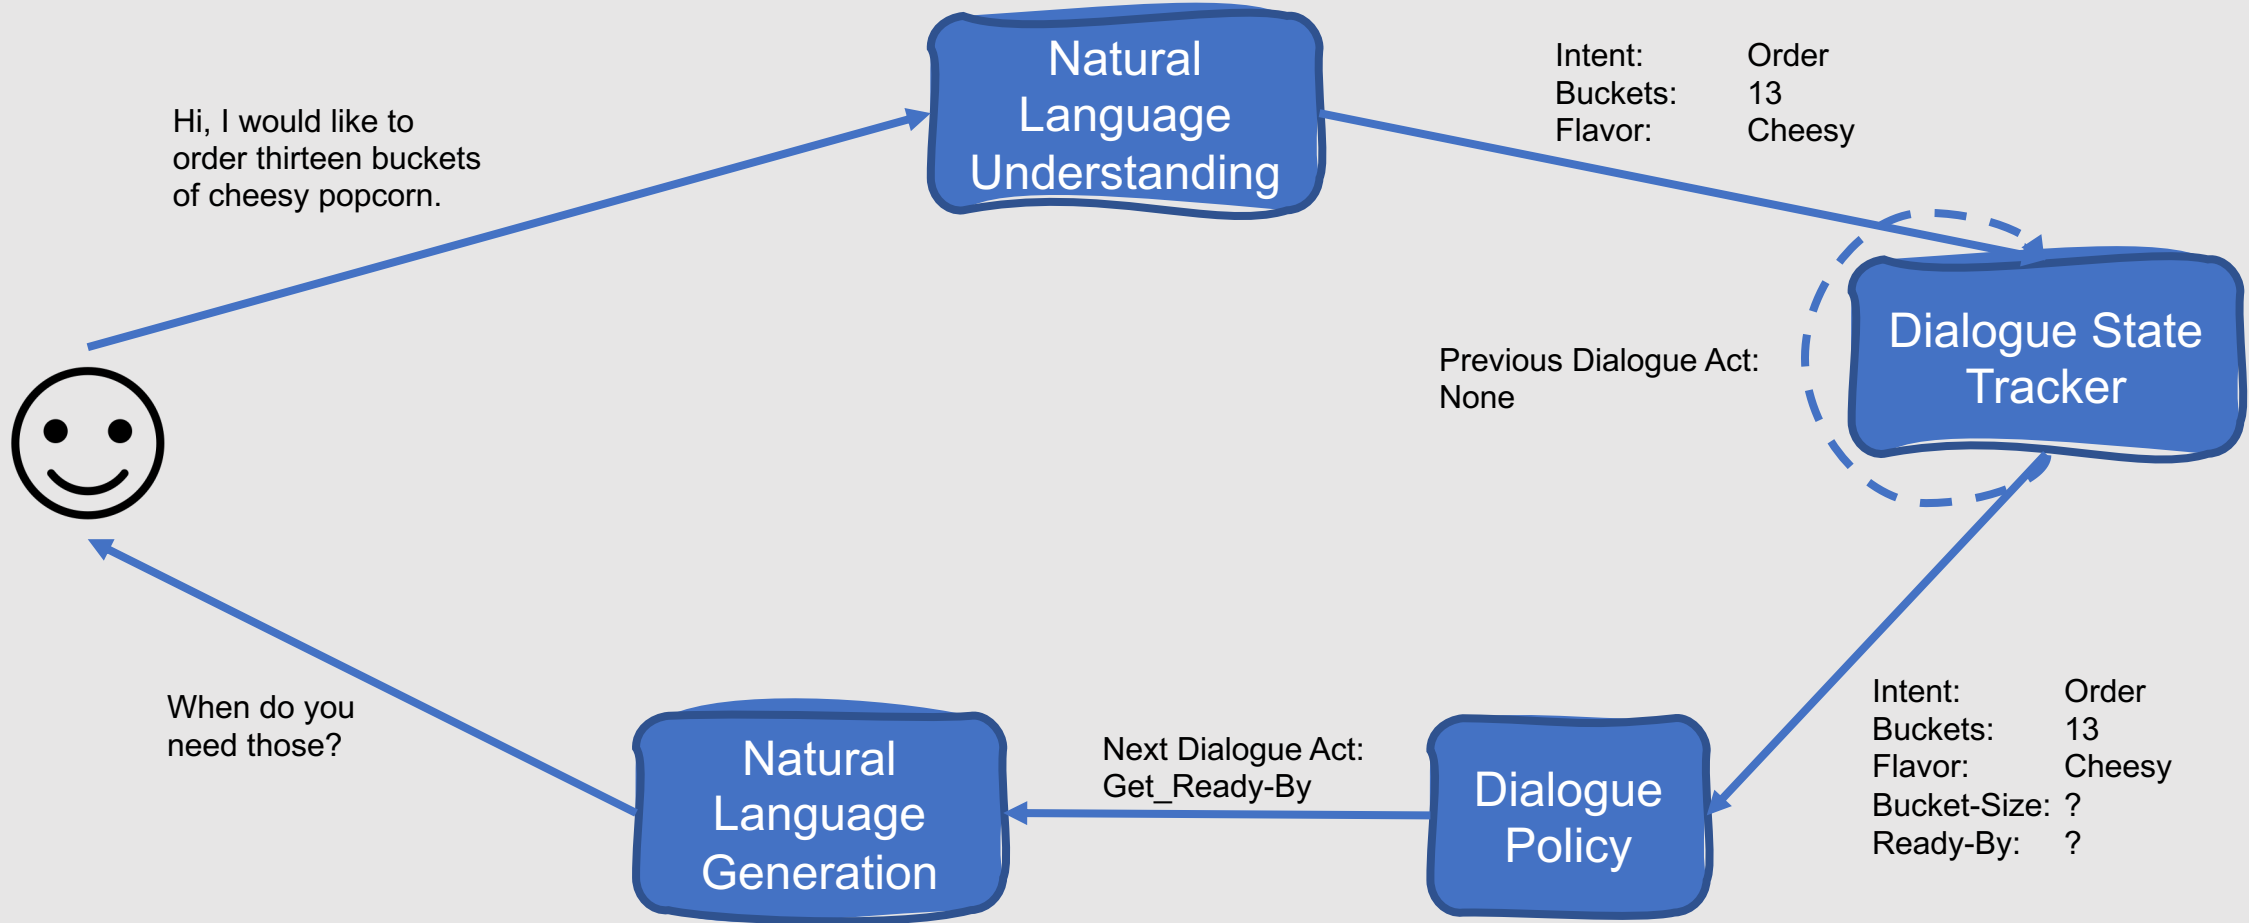 Natural
Language
Understanding
Hi, I would like to
order thirteen buckets
of cheesy popcorn.
Intent: Order
Buckets: 13
Flavor: Cheesy
Dialogue State
Tracker
Previous Dialogue Act:
None
Intent: Order
Buckets: 13
Flavor: Cheesy
Bucket-Size: ?
Ready-By: ?
Dialogue
Policy
Next Dialogue Act:
Get_Ready-By
Natural
Language
Generation
When do you
need those?